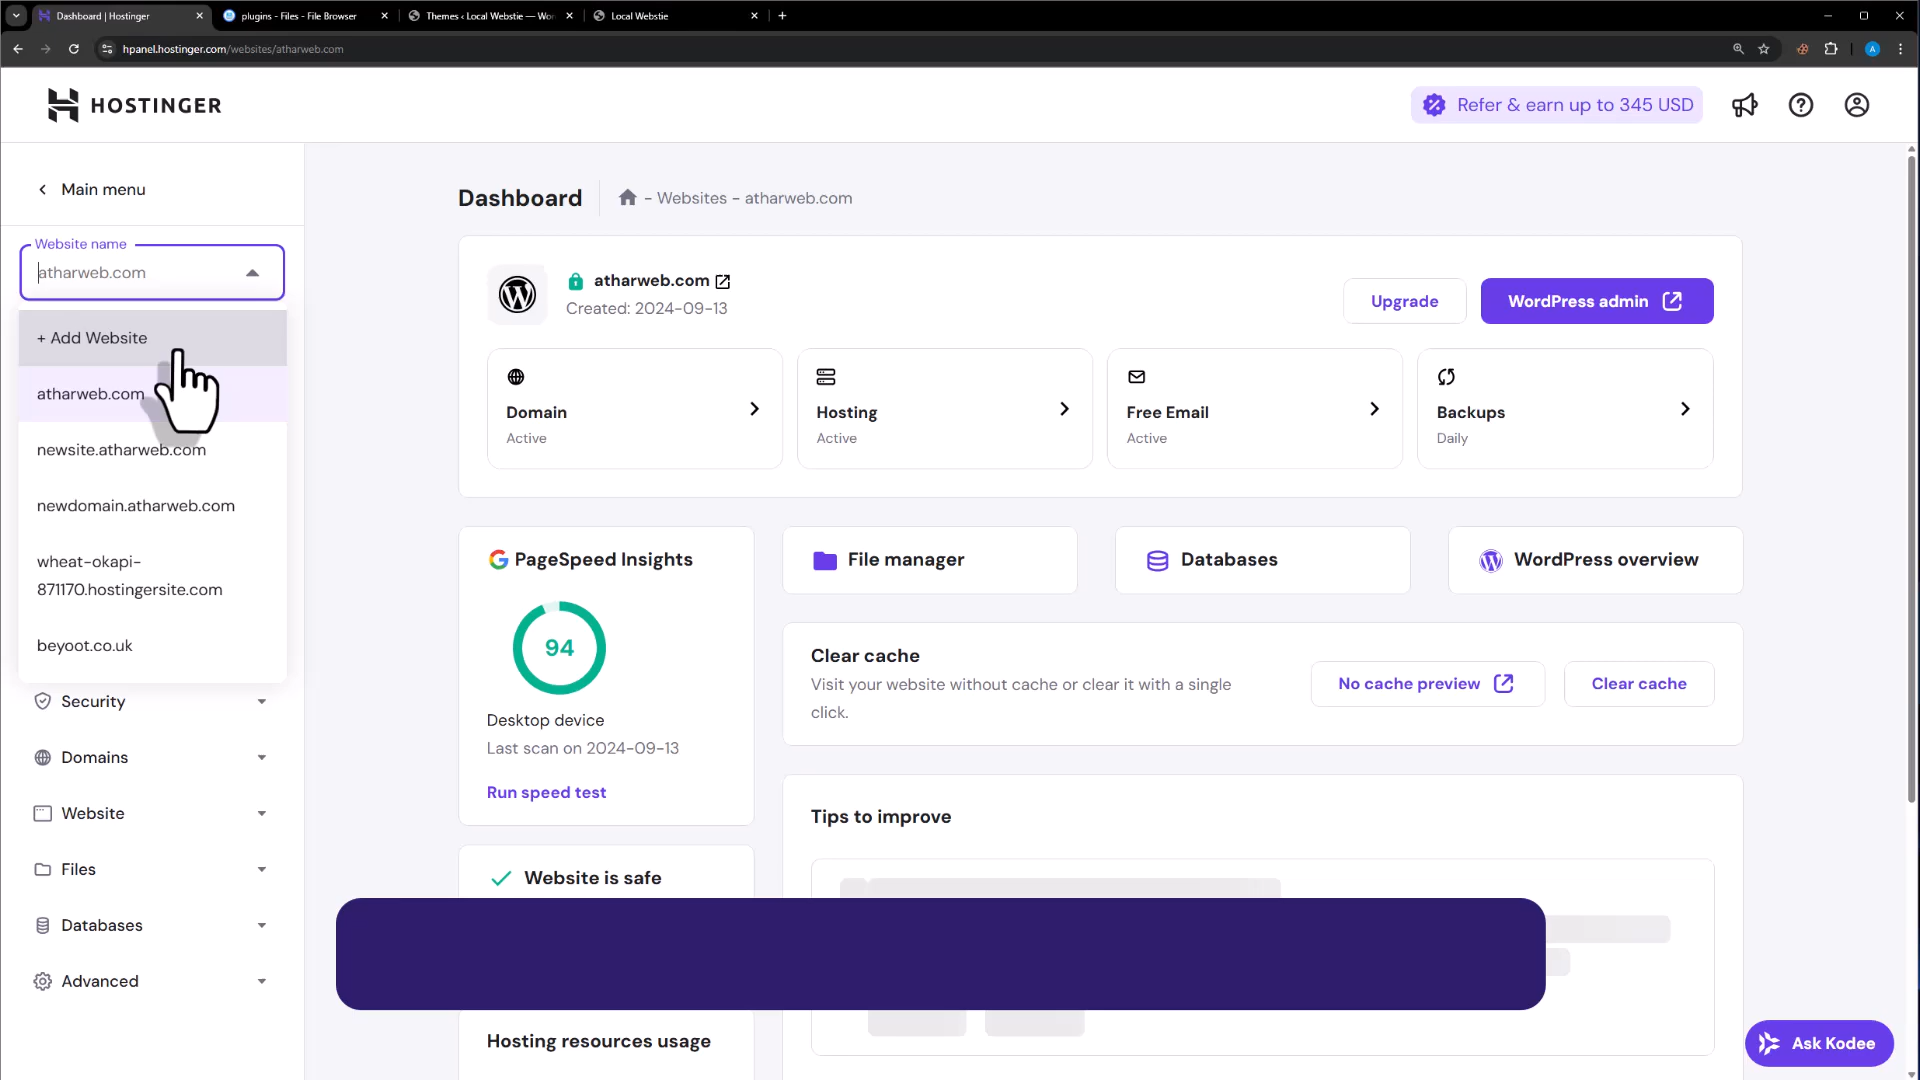 Dashboard | Hostinger
plugins - Files - File Browser
Themes ‹ Local Webstie — Wor
Local Webstie
hpanel.hostinger.com/websites/atharweb.com
A
HOSTINGER
Refer & earn up to 345 USD
Main menu
Website name
atharweb.com
+ Add Website
atharweb.com
newsite.atharweb.com
newdomain.atharweb.com
wheat-okapi-
871170.hostingersite.com
beyoot.co.uk
Security
Domains
Website
Files
Databases
Advanced
Dashboard
- Websites - atharweb.com
atharweb.com
Created: 2024-09-13
Upgrade
WordPress admin
Domain
Active
Hosting
Active
Free Email
Active
Backups
Daily
PageSpeed Insights
94
Desktop device
Last scan on 2024-09-13
Run speed test
File manager
Databases
WordPress overview
Clear cache
Visit your website without cache or clear it with a single
click.
No cache preview
Clear cache
Tips to improve
Website is safe
Hosting resources usage
Ask Kodee